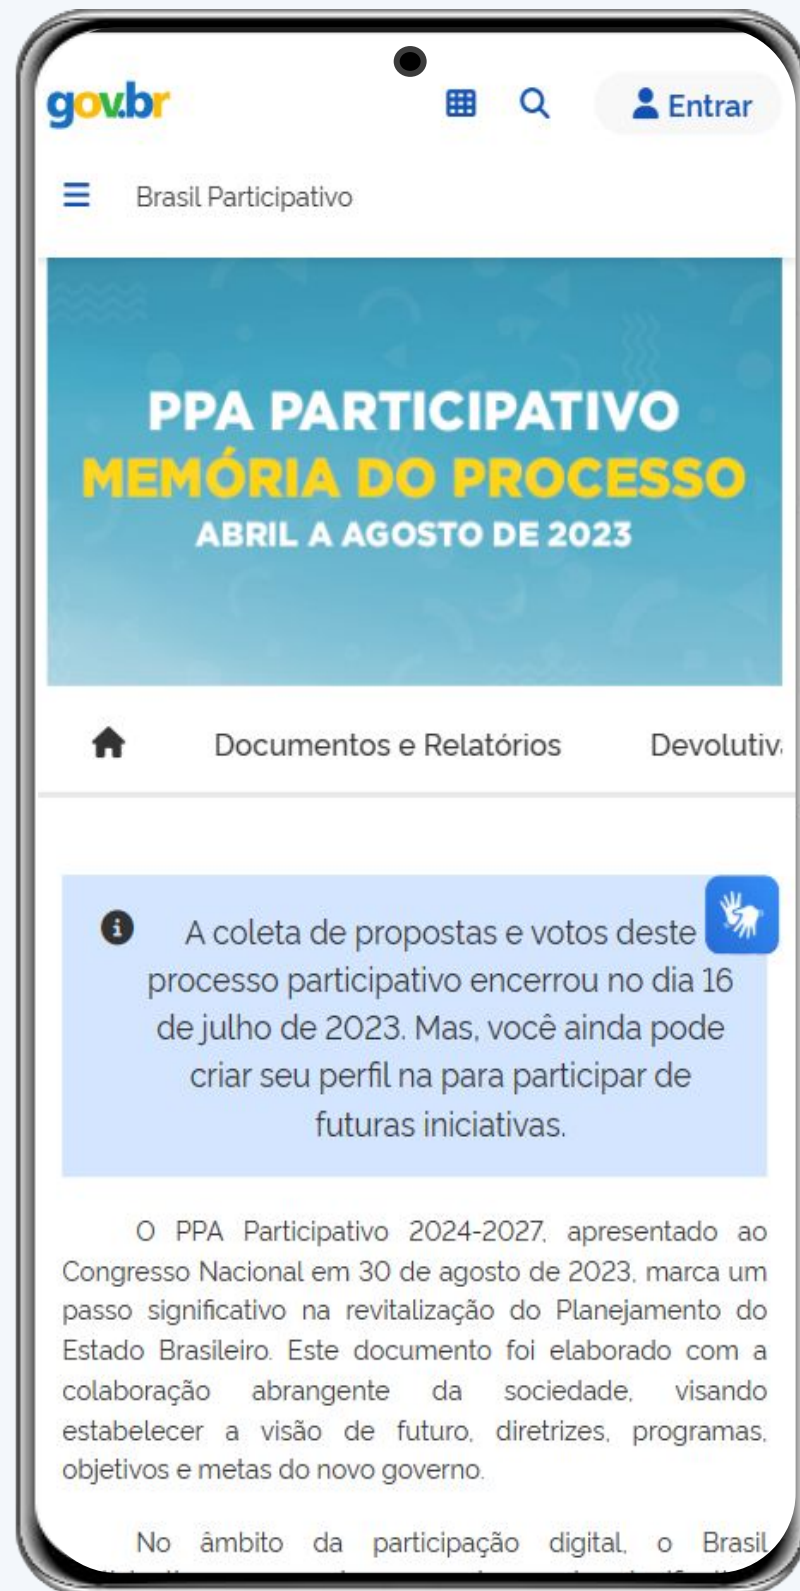 gov.br
Entrar
Brasil Participativo
PPA PARTICIPATIVO
MEMÓRIA DO PROCESSO
ABRIL A AGOSTO DE 2023
Documentos e Relatórios
Devolutiv
A coleta de propostas e votos deste
processo participativo encerrou no dia 16
de julho de 2023. Mas, você ainda pode
criar seu perfil na para participar de
futuras iniciativas.
O PPA Participativo 2024-2027, apresentado ao
Congresso Nacional em 30 de agosto de 2023, marca um
passo significativo na revitalização do Planejamento do
Estado Brasileiro. Este documento foi elaborado com a
colaboração abrangente da sociedade, visando
estabelecer a visão de futuro, diretrizes, programas,
objetivos e metas do novo governo.
No âmbito da participação digital, o Brasil